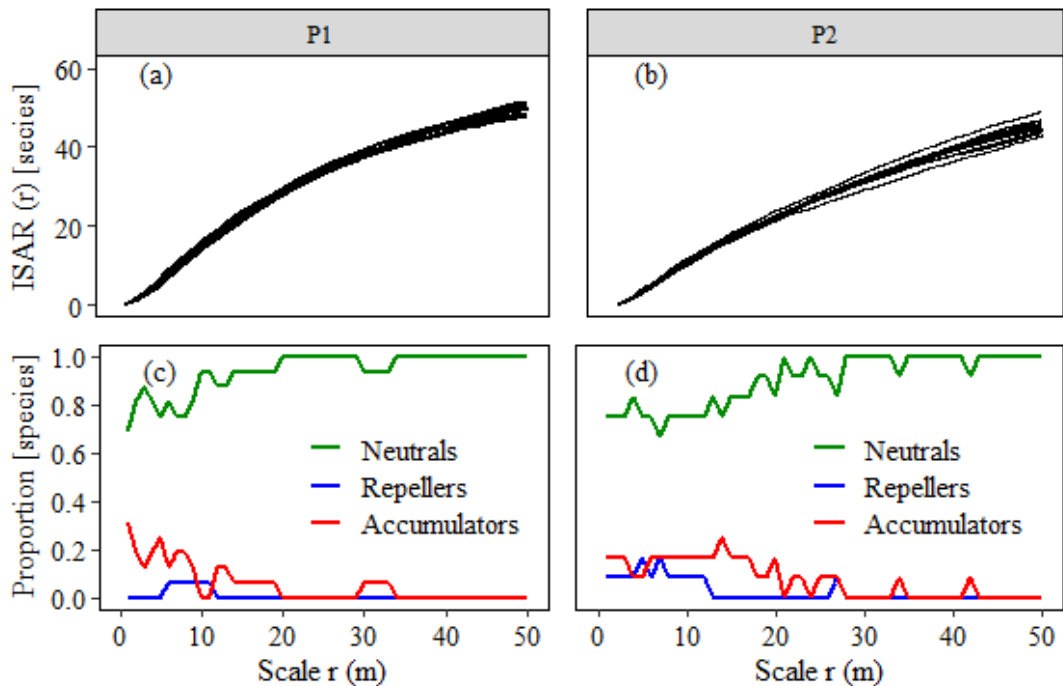 P1
P2
ISAR (r) [secies]
60
40
20
0
(a)
(b)
Proportion [species]
1.0
0.8
0.6
0.4
0.2
0.0
(c)
Neutrals
Repellers
Accumulators
(d)
Neutrals
Repellers
Accumulators
0 10 20 30 40 50
0 10 20 30 40 50
Scale r (m)
Scale r (m)